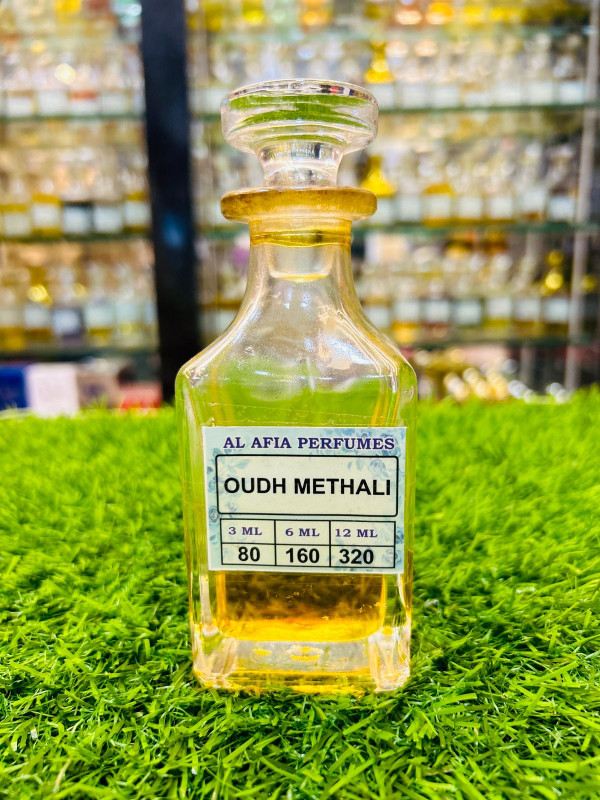 AL AFIA PERFUMES
OUDH METHALI
3 ML 6 ML 12 ML
80 160 320